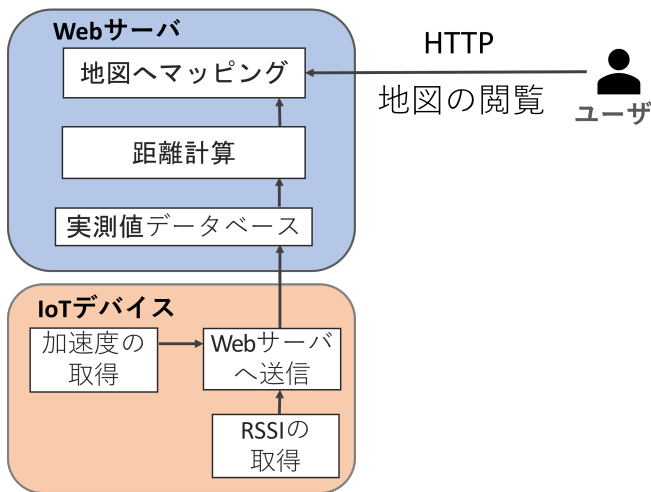 Webサーバ
地図へマッピング
HTTP
地図の閲覧
ユーザ
距離計算
実測値データベース
IoTデバイス
加速度の
取得
Webサーバ
へ送信
RSSIの
取得